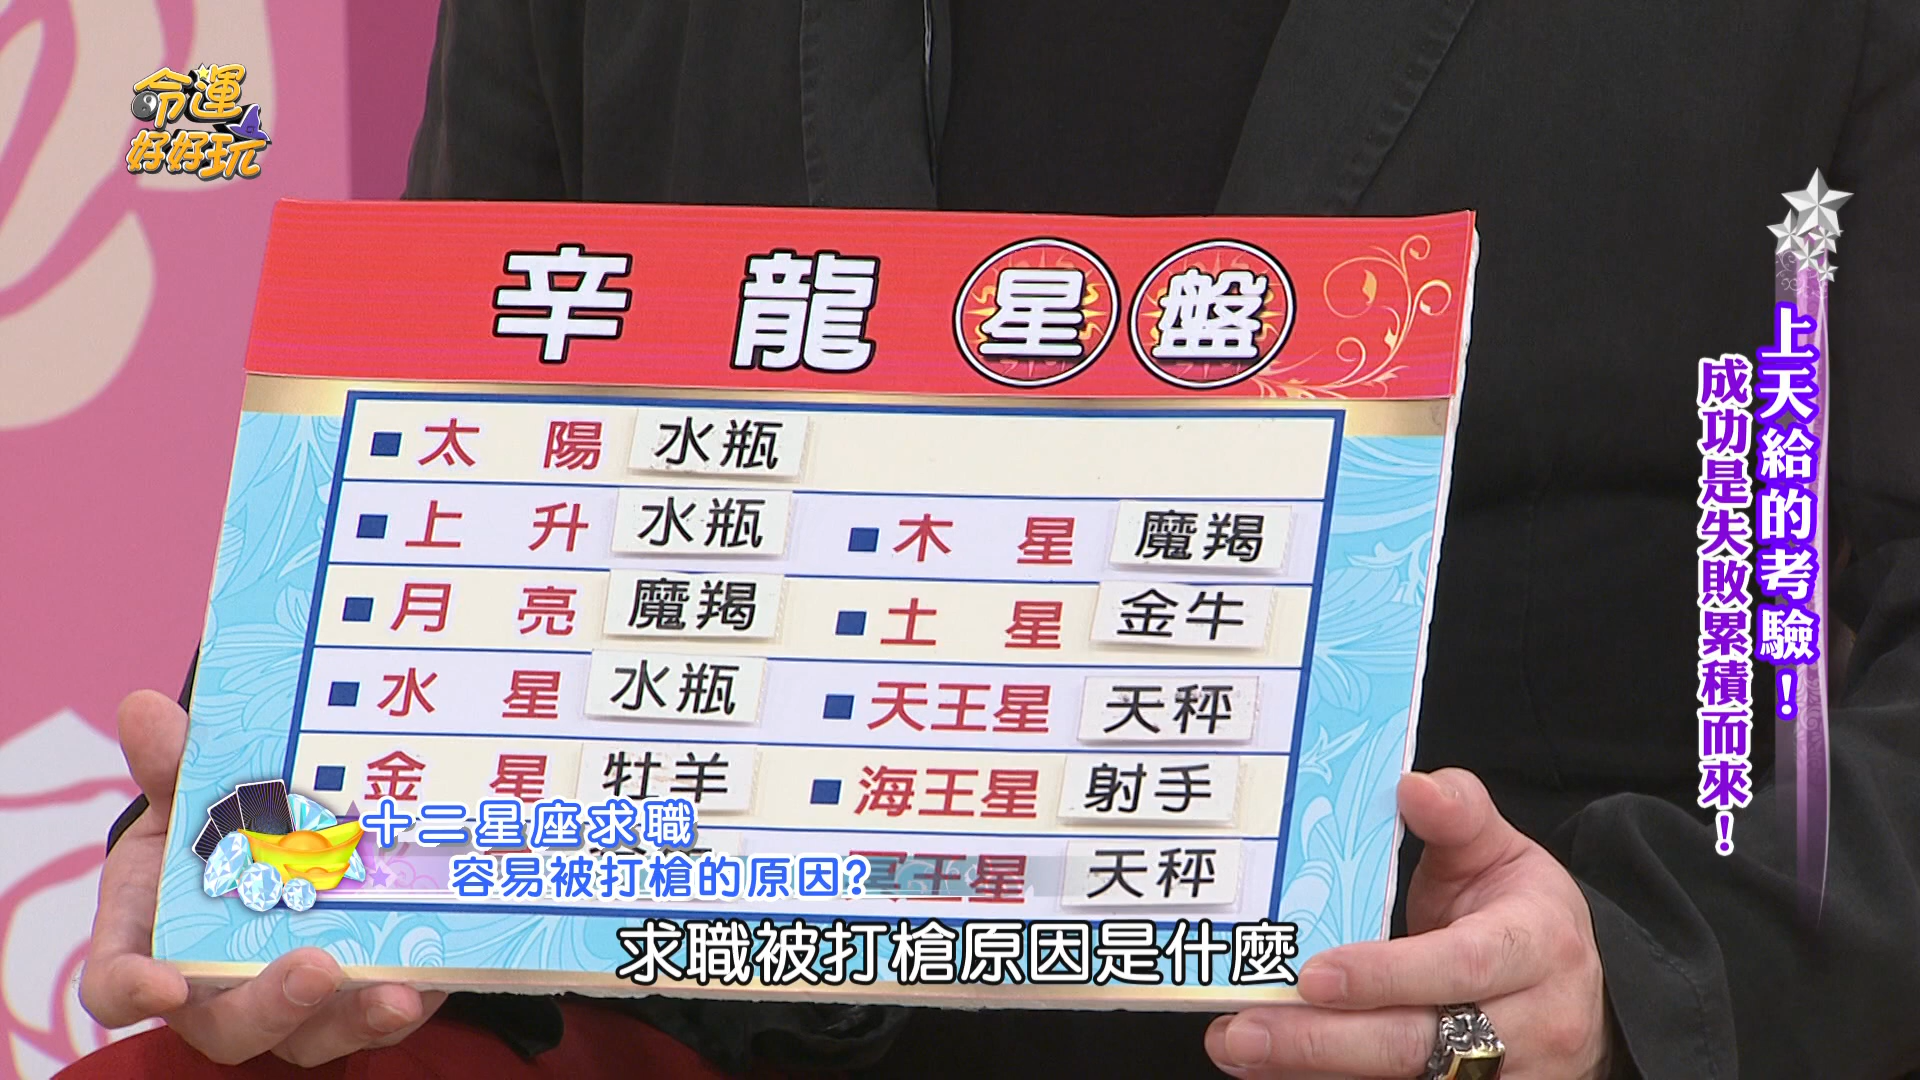 命運
好好玩
辛龍星盤
太陽 水瓶
上升 水瓶
木星 魔羯
月亮 魔羯
土星 金牛
水星 水瓶
天王星 天秤
金星 牡羊
海王星 射手
冥王星 天秤
上天給的考驗！
成功是失敗累積而來！
十二星座求職
容易被打槍的原因？
求職被打槍原因是什麼